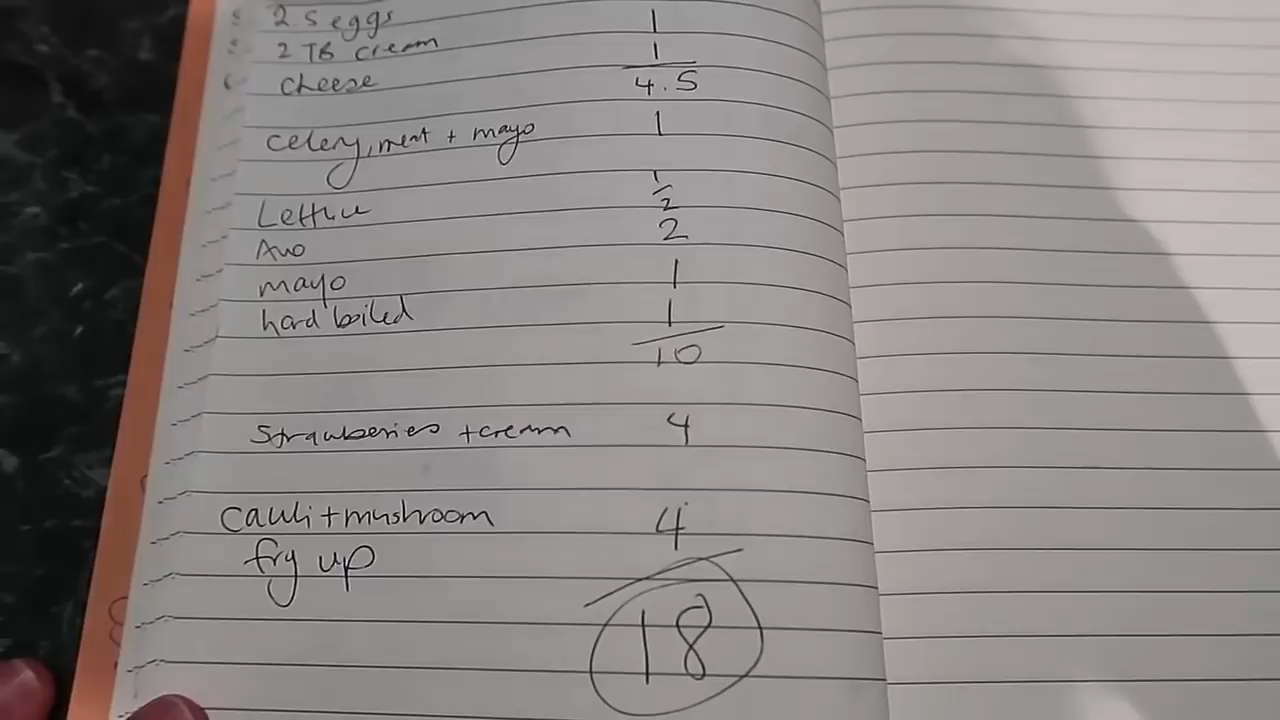 2 S eggs 1
2 TB cream 1
cheese 4.5
celery, meat + mayo 1
Lettuce 1/2
Avo 2
mayo 1
hard boiled 1
10
Strawberries + cream 4
Cauli + mushroom 4
fry up
18